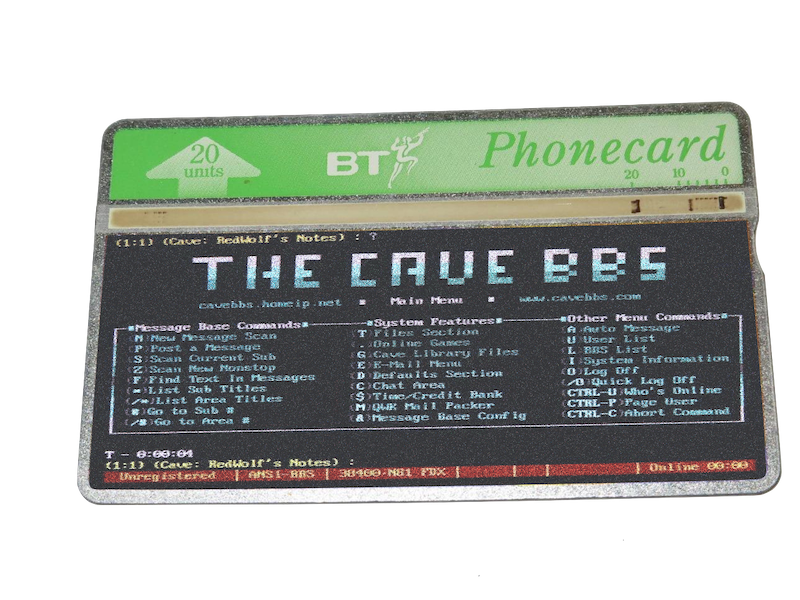 20 units
BT
Phonecard
20 10 0
(1:1) (Cave: RedWolf's Notes) : ?
THE CAVE BBS
cavebbs.homeip.net ■ Main Menu ■ www.cavebbs.com
Message Base Commands System Features Other Menu Commands
(N)New Message Scan (T)Files Section (A)Auto Message
(P)Post a Message (.)Online Games (U)User List
(S)Scan Current Sub (G)Cave Library Files (L)BBS List
(Z)Scan New Nonstop (E)E-Mail Menu (I)System Information
(F)Find Text In Messages (D)Defaults Section (O)Log Off
(*)List Sub Titles (C)Chat Area (/O)Quick Log Off
(/*)List Area Titles ($)Time/Credit Bank (CTRL-U)Who's Online
(#)Go to Sub # (M)QWK Mail Packer (CTRL-P)Page User
(/#)Go to Area # (&)Message Base Config (CTRL-C)Abort Command
T - 0:00:04
(1:1) (Cave: RedWolf's Notes) :
Unregistered | ANSI-BBS | 38400-N81 FDX | | | | Online 00:00